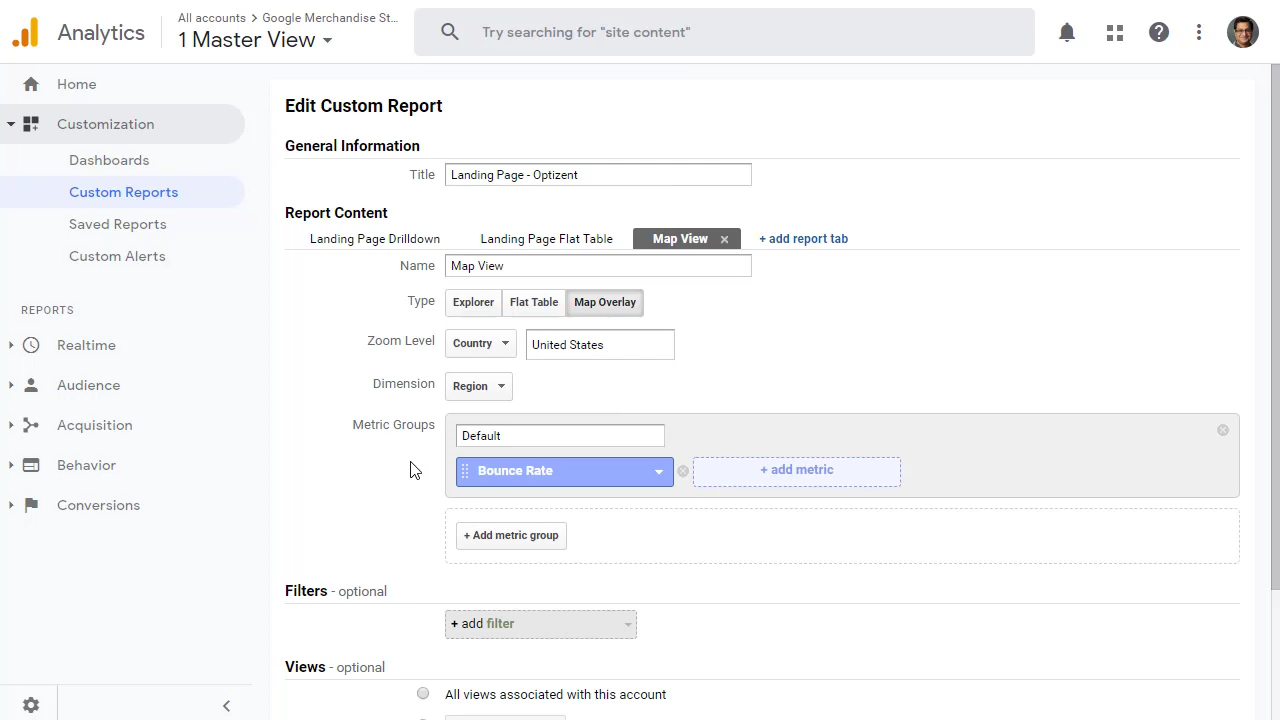 Analytics
All accounts > Google Merchandise St...
1 Master View
Try searching for "site content"
Home
Customization
Dashboards
Custom Reports
Saved Reports
Custom Alerts
REPORTS
Realtime
Audience
Acquisition
Behavior
Conversions
Edit Custom Report
General Information
Title Landing Page - Optizent
Report Content
Landing Page Drilldown Landing Page Flat Table Map View + add report tab
Name Map View
Type Explorer Flat Table Map Overlay
Zoom Level Country United States
Dimension Region
Metric Groups Default
Bounce Rate + add metric
+ Add metric group
Filters - optional
+ add filter
Views - optional
All views associated with this account